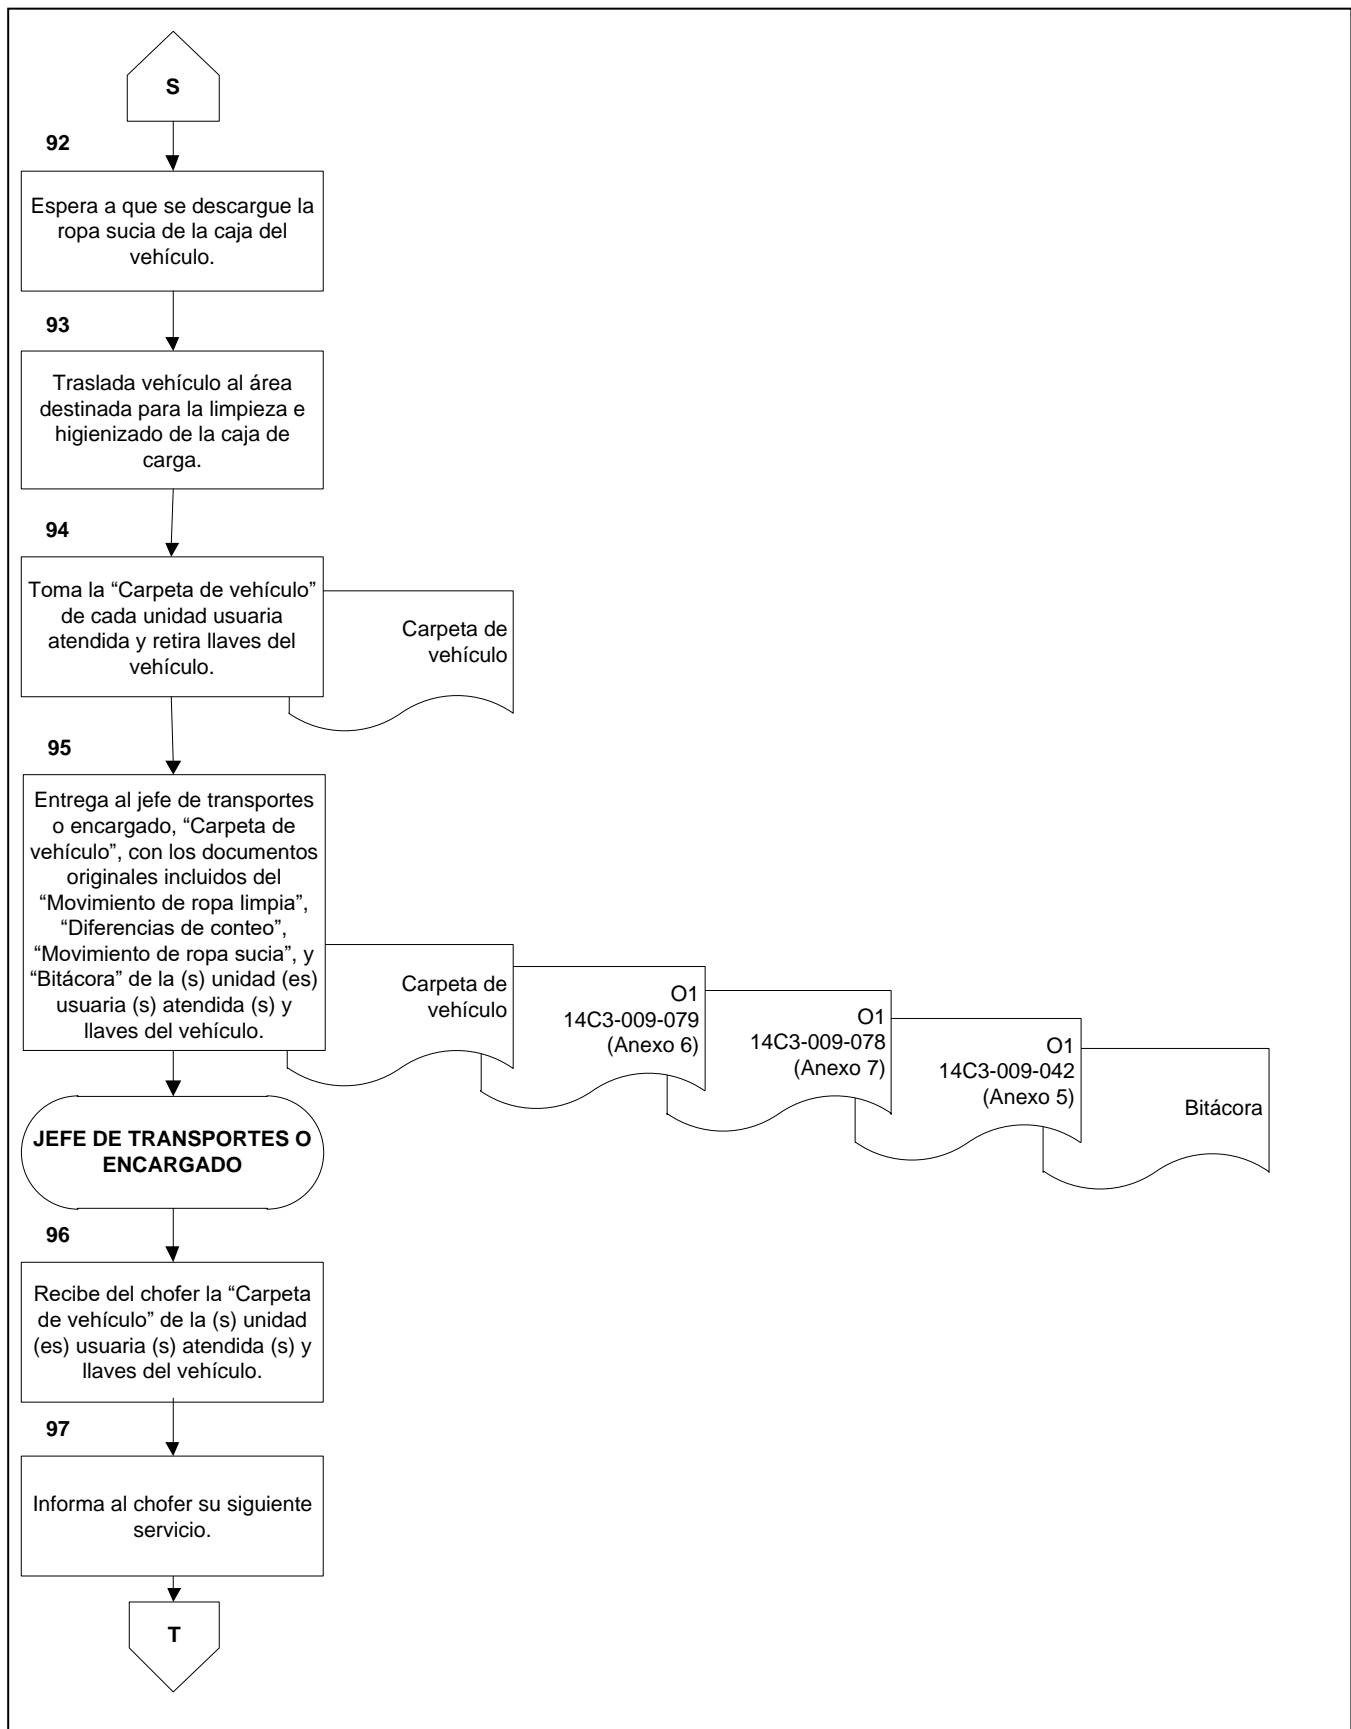 S
92
Espera a que se descargue la
ropa sucia de la caja del
vehículo.
93
Traslada vehículo al área
destinada para la limpieza e
higienizado de la caja de
carga.
94
Toma la “Carpeta de vehículo”
de cada unidad usuaria
atendida y retira llaves del
vehículo.
Carpeta de
vehículo
95
Entrega al jefe de transportes
o encargado, “Carpeta de
vehículo”, con los documentos
originales incluidos del
“Movimiento de ropa limpia”,
“Diferencias de conteo”,
“Movimiento de ropa sucia”, y
“Bitácora” de la (s) unidad (es)
usuaria (s) atendida (s) y
llaves del vehículo.
Carpeta de
vehículo
O1
14C3-009-079
(Anexo 6)
O1
14C3-009-078
(Anexo 7)
O1
14C3-009-042
(Anexo 5)
Bitácora
JEFE DE TRANSPORTES O
ENCARGADO
96
Recibe del chofer la “Carpeta
de vehículo” de la (s) unidad
(es) usuaria (s) atendida (s) y
llaves del vehículo.
97
Informa al chofer su siguiente
servicio.
T